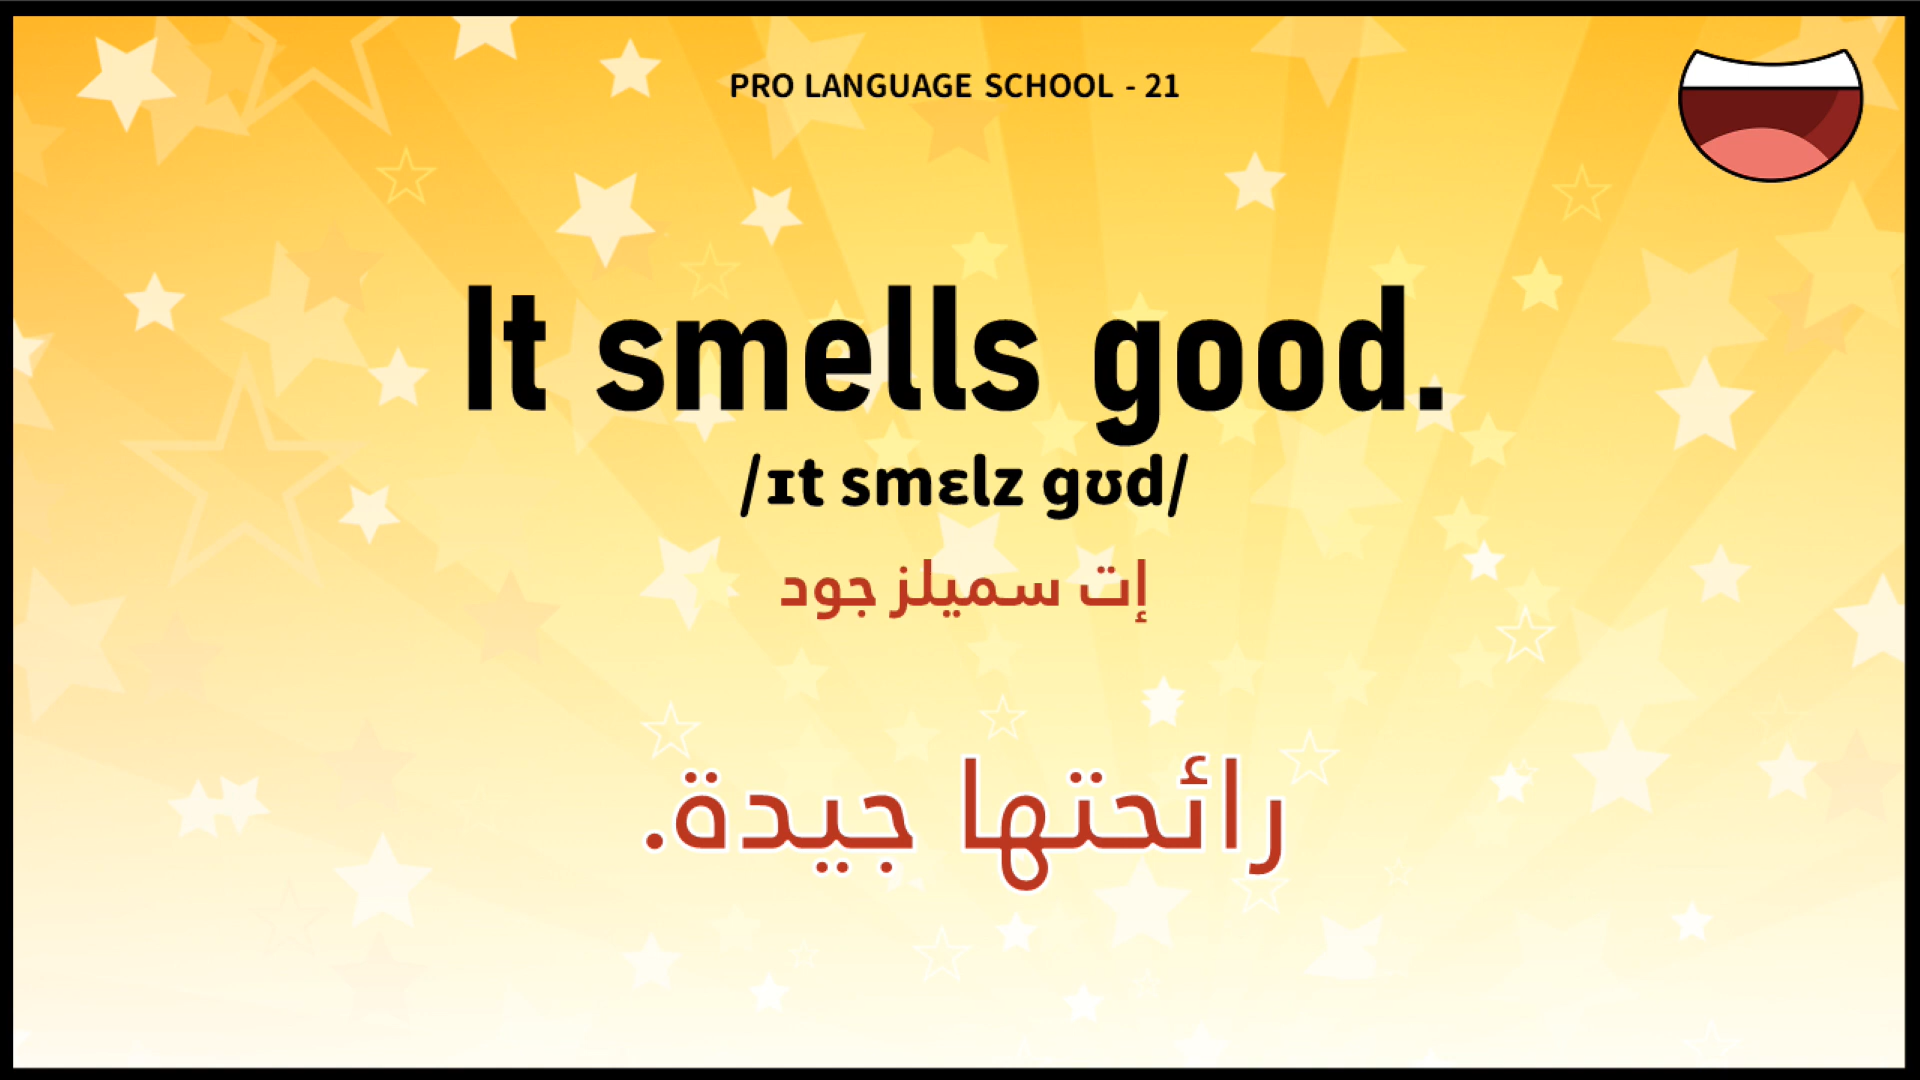 PRO LANGUAGE SCHOOL - 21
It smells good.
/ɪt smɛlz gʊd/
إت سميلز جود
رائحتها جيدة.